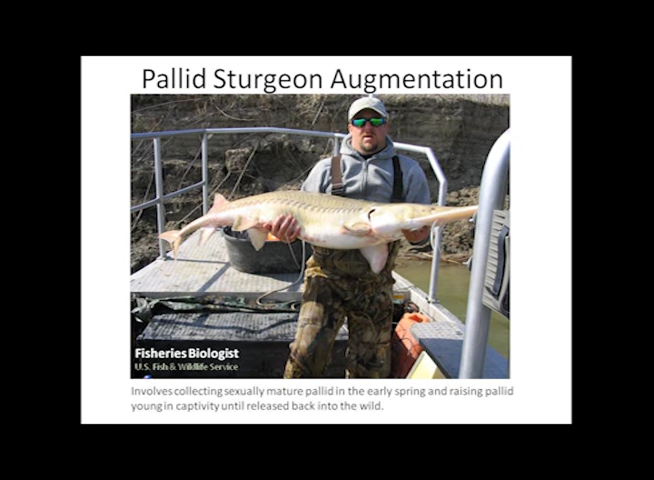 Pallid Sturgeon Augmentation
Fisheries Biologist
U.S. Fish & Wildlife Service
Involves collecting sexually mature pallid in the early spring and raising pallid
young in captivity until released back into the wild.